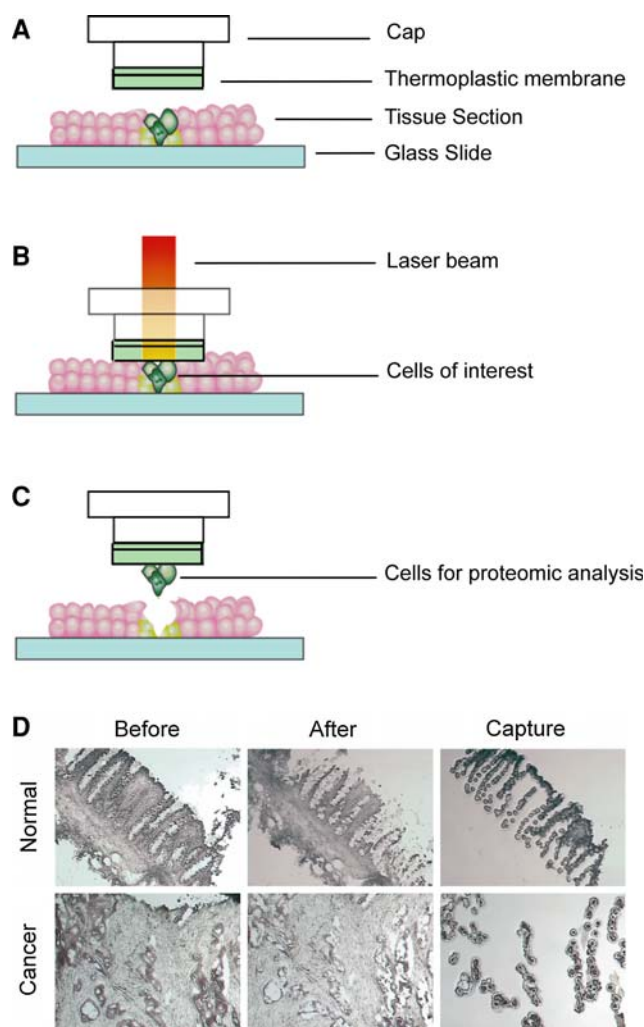 A
Cap
Thermoplastic membrane
Tissue Section
Glass Slide
B
Laser beam
Cells of interest
C
Cells for proteomic analysis
D
Before After Capture
Normal
Cancer